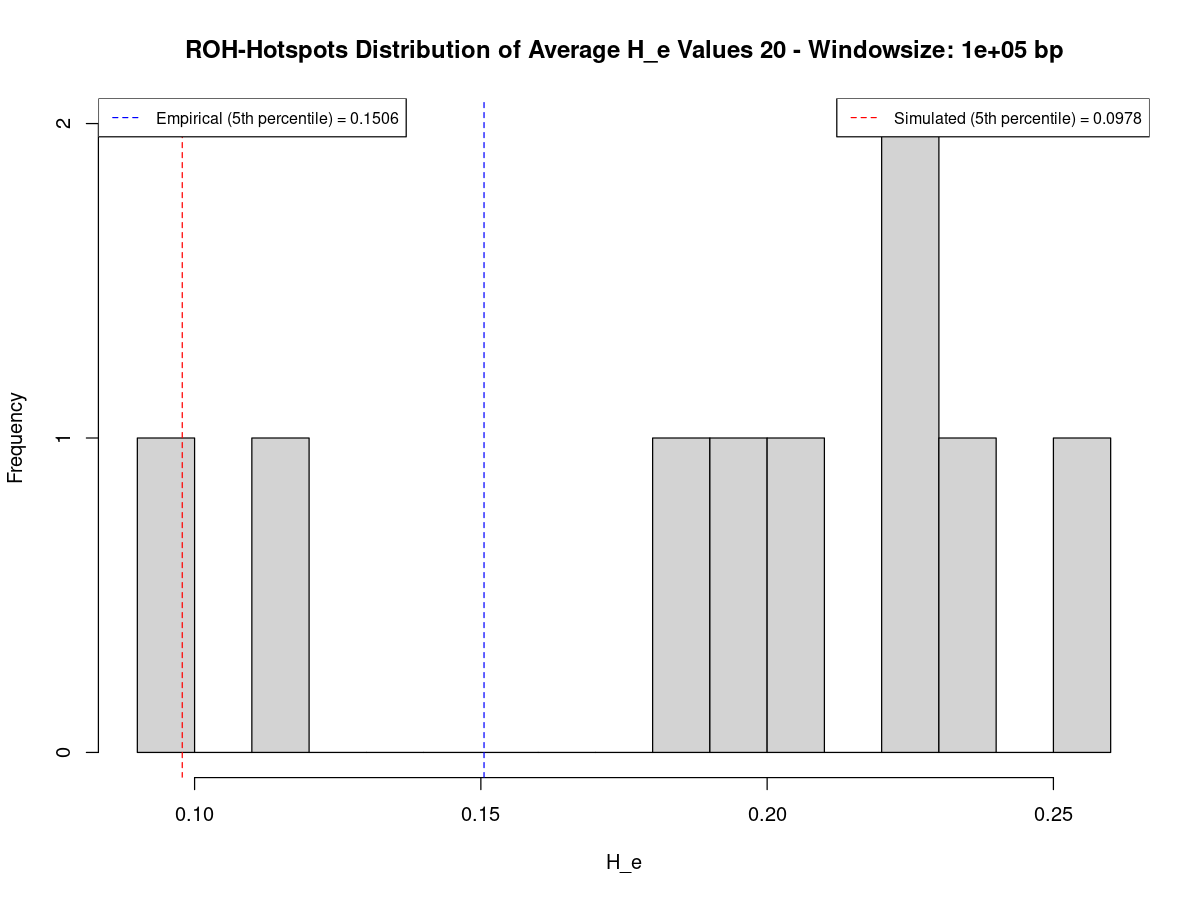 ROH-Hotspots Distribution of Average H_e Values 20 - Windowsize: 1e+05 bp
Empirical (5th percentile) = 0.1506
Simulated (5th percentile) = 0.0978
2
1
0
Frequency
0.10
0.15
0.20
0.25
H_e